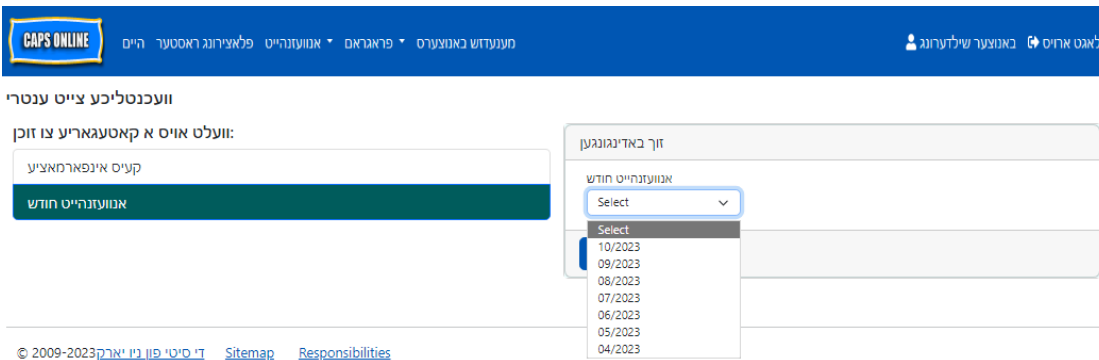 CAPS ONLINE
היים פלאצירונג ראסטער אנוועזנהייט פראגראם מענעדזש באנוצערס
באנוצער שילדערונג לאגט ארויס
וועכנטליכע צייט ענטרי
וועלט אויס א קאטעגאריע צו זוכן:
קעיס אינפארמאציע
אנוועזנהייט חודש
זוך באדינגונגען
אנוועזנהייט חודש
Select
Select
10/2023
09/2023
08/2023
07/2023
06/2023
05/2023
04/2023
© 2009-2023 די סיטי פון ניו יארק Sitemap Responsibilities